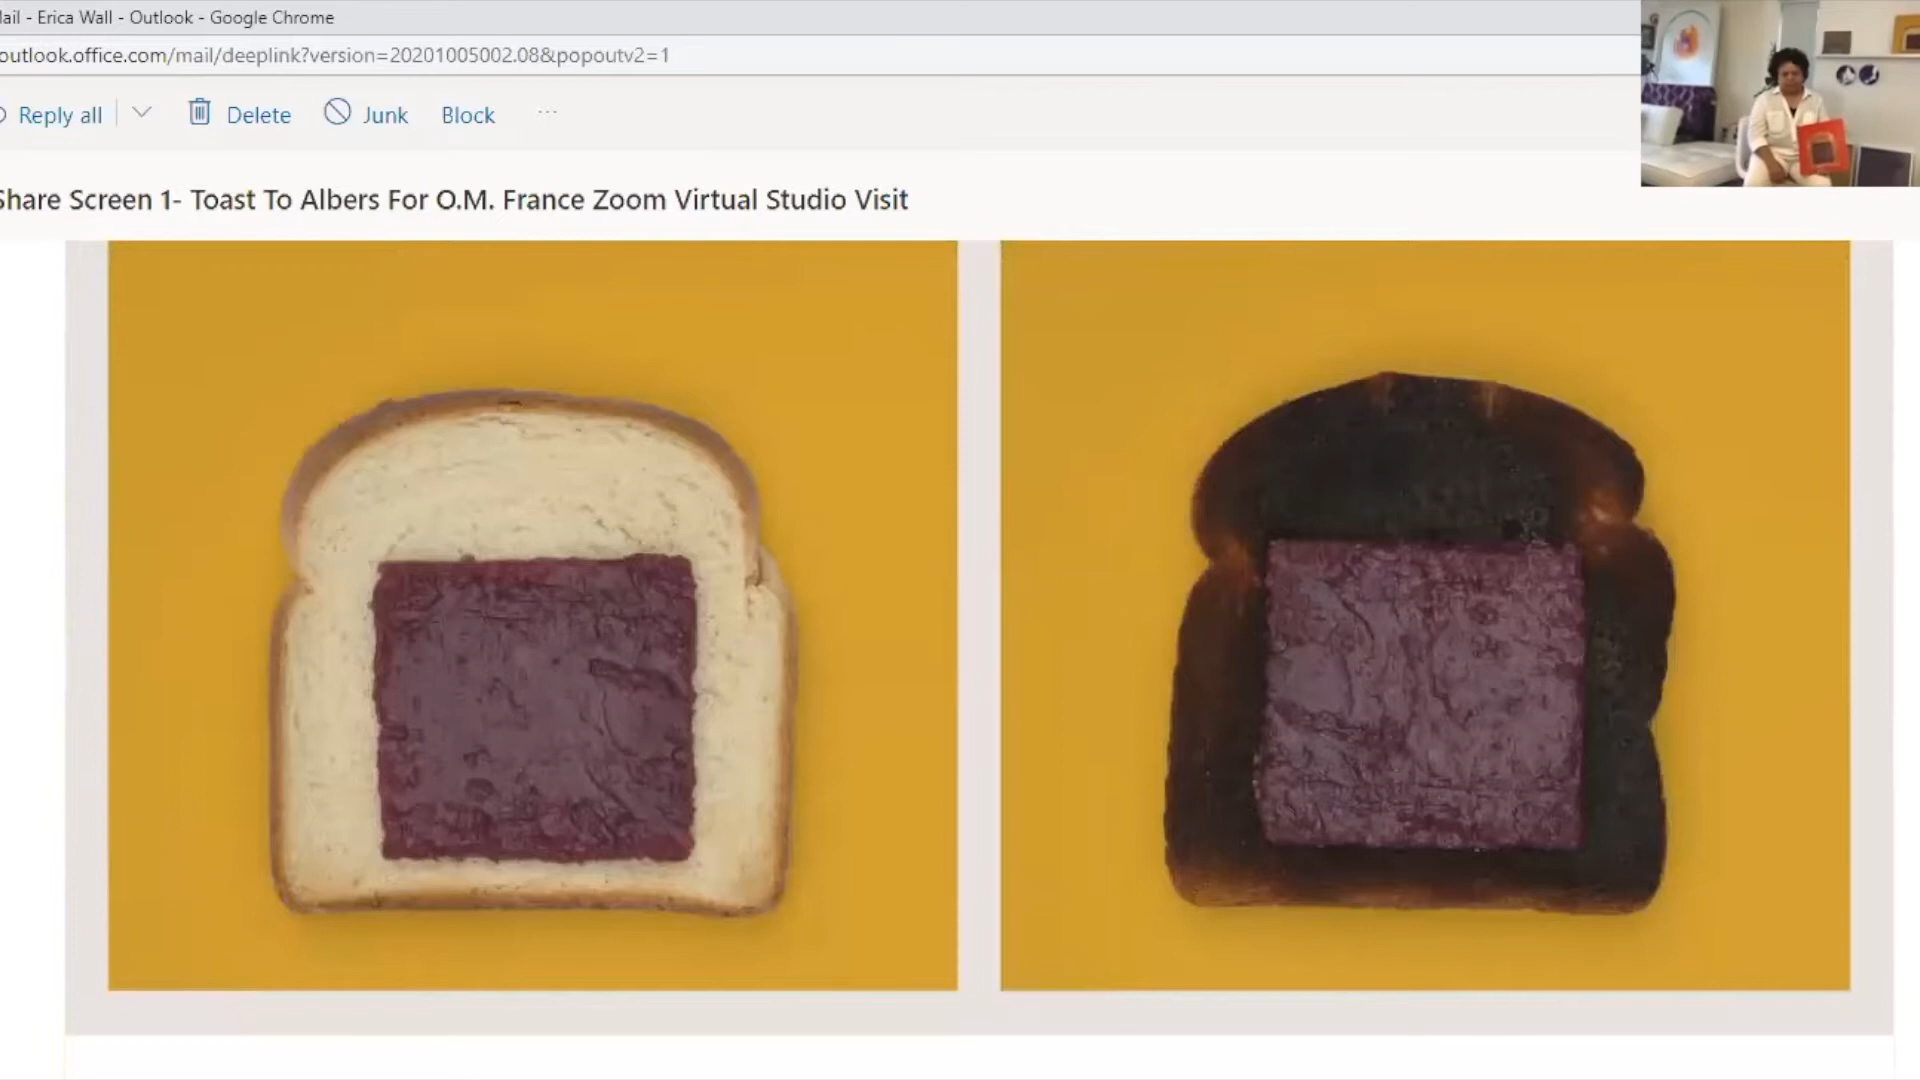 Mail - Erica Wall - Outlook - Google Chrome
outlook.office.com/mail/deeplink?version=20201005002.08&popoutv2=1
Reply all Delete Junk Block ...
Share Screen 1- Toast To Albers For O.M. France Zoom Virtual Studio Visit